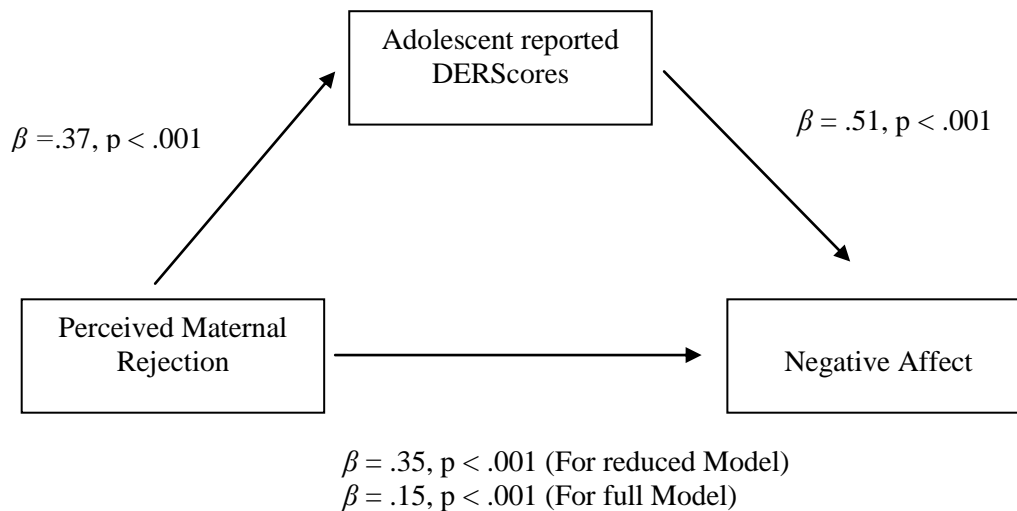 Adolescent reported
DERScores
β =.37, p < .001
β = .51, p < .001
Perceived Maternal
Rejection
Negative Affect
β = .35, p < .001 (For reduced Model)
β = .15, p < .001 (For full Model)